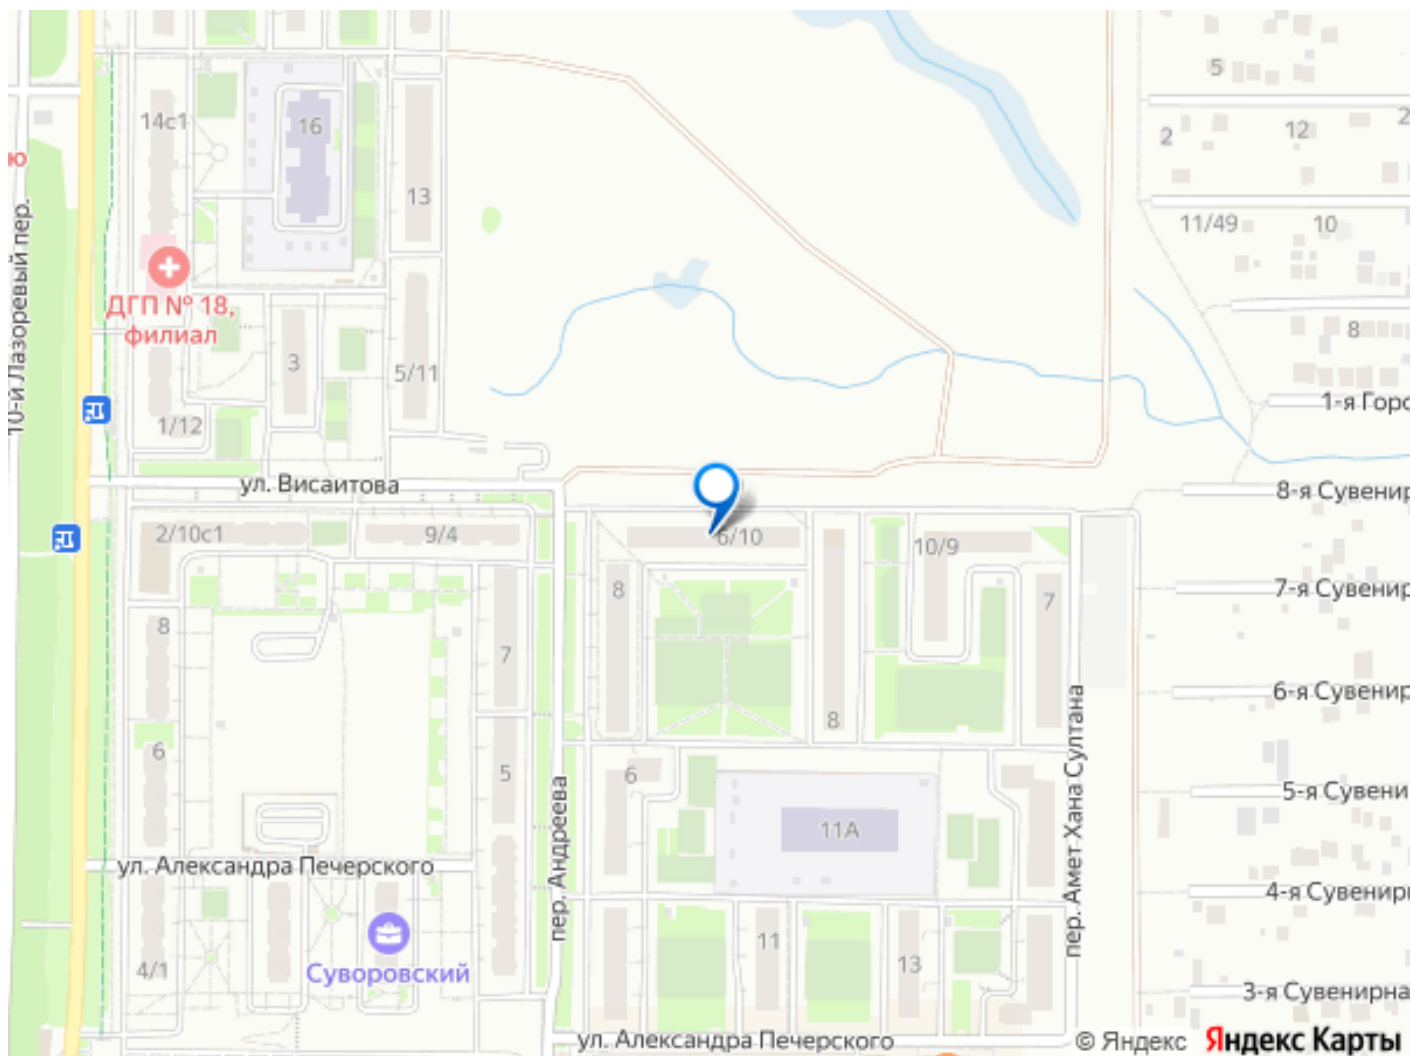 5
14с1
16
2
12
2
13
ю
11/49
10
10-й Лазоревый пер.
ДГП № 18,
филиал
8
3
5/11
1-я Горо
1/12
ул. Висаитова
8-я Сувенир
2/10с1
9/4
6/10
10/9
8
7
7-я Сувенир
8
7
6-я Сувенир
8
6
6
5
пер. Амет Хана Султана
5-я Сувени
пер. Андреева
11А
ул. Александра Печерского
4-я Сувенирн
11
13
4/1
Суворовский
3-я Сувенирна
ул. Александра Печерского
© Яндекс Яндекс Карты